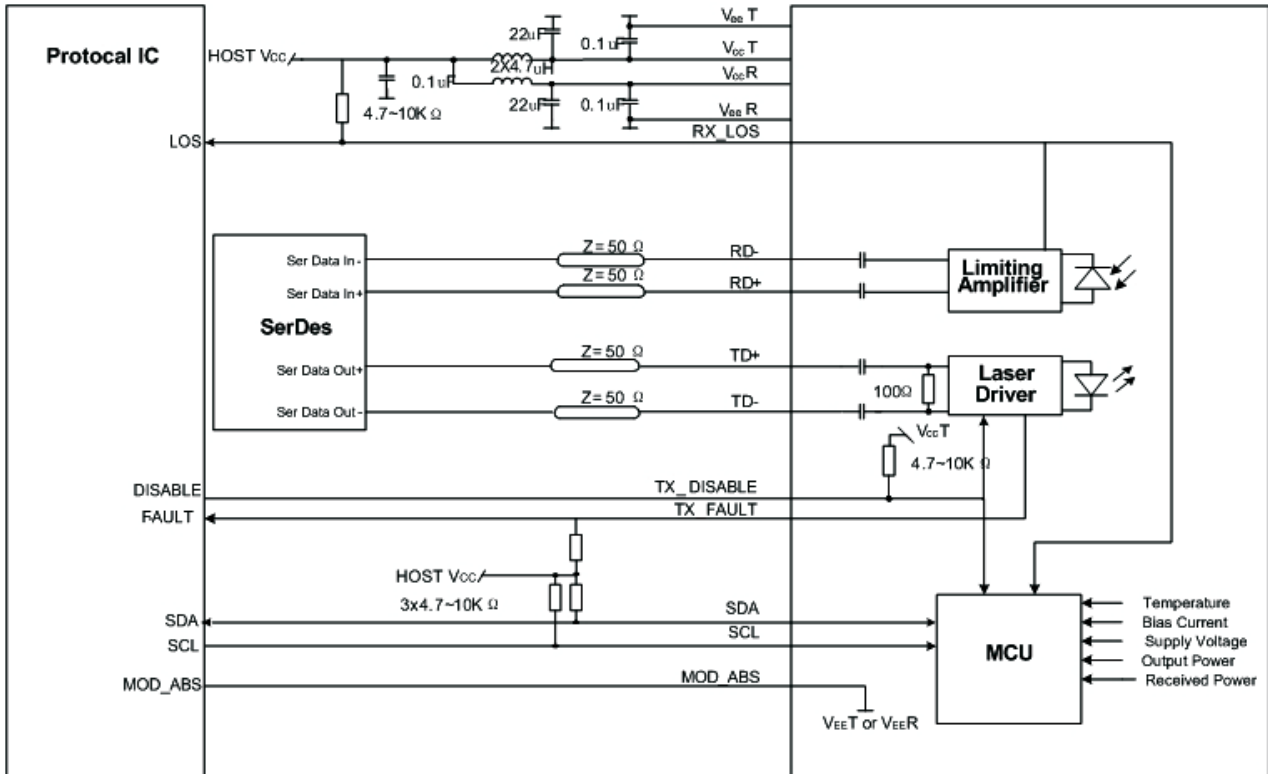 Protocal IC
HOST Vcc
22uF
0.1uF
VeeT
VccT
VccR
VeeR
0.1uF
2X4.7uH
22uF
0.1uF
4.7~10KΩ
LOS
RX_LOS
SerDes
Ser Data In-
Ser Data In+
Ser Data Out+
Ser Data Out-
Z=50 Ω
Z=50 Ω
Z=50 Ω
Z=50 Ω
RD-
RD+
TD+
TD-
Limiting
Amplifier
100Ω
Laser
Driver
VccT
4.7~10K Ω
DISABLE
TX_DISABLE
FAULT
TX_FAULT
HOST Vcc
3x4.7~10K Ω
SDA
SDA
SCL
SCL
MOD_ABS
MOD_ABS
VEET or VEER
MCU
Temperature
Bias Current
Supply Voltage
Output Power
Received Power